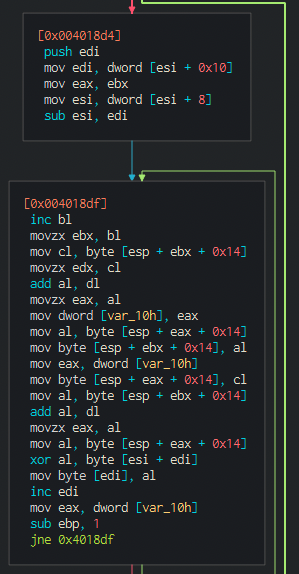 [0x004018d4]
push edi
mov edi, dword [esi + 0x10]
mov eax, ebx
mov esi, dword [esi + 8]
sub esi, edi
[0x004018df]
inc bl
movzx ebx, bl
mov cl, byte [esp + ebx + 0x14]
movzx edx, cl
add al, dl
movzx eax, al
mov dword [var_10h], eax
mov al, byte [esp + eax + 0x14]
mov byte [esp + ebx + 0x14], al
mov eax, dword [var_10h]
mov byte [esp + eax + 0x14], cl
mov al, byte [esp + ebx + 0x14]
add al, dl
movzx eax, al
mov al, byte [esp + eax + 0x14]
xor al, byte [esi + edi]
mov byte [edi], al
inc edi
mov eax, dword [var_10h]
sub ebp, 1
jne 0x4018df